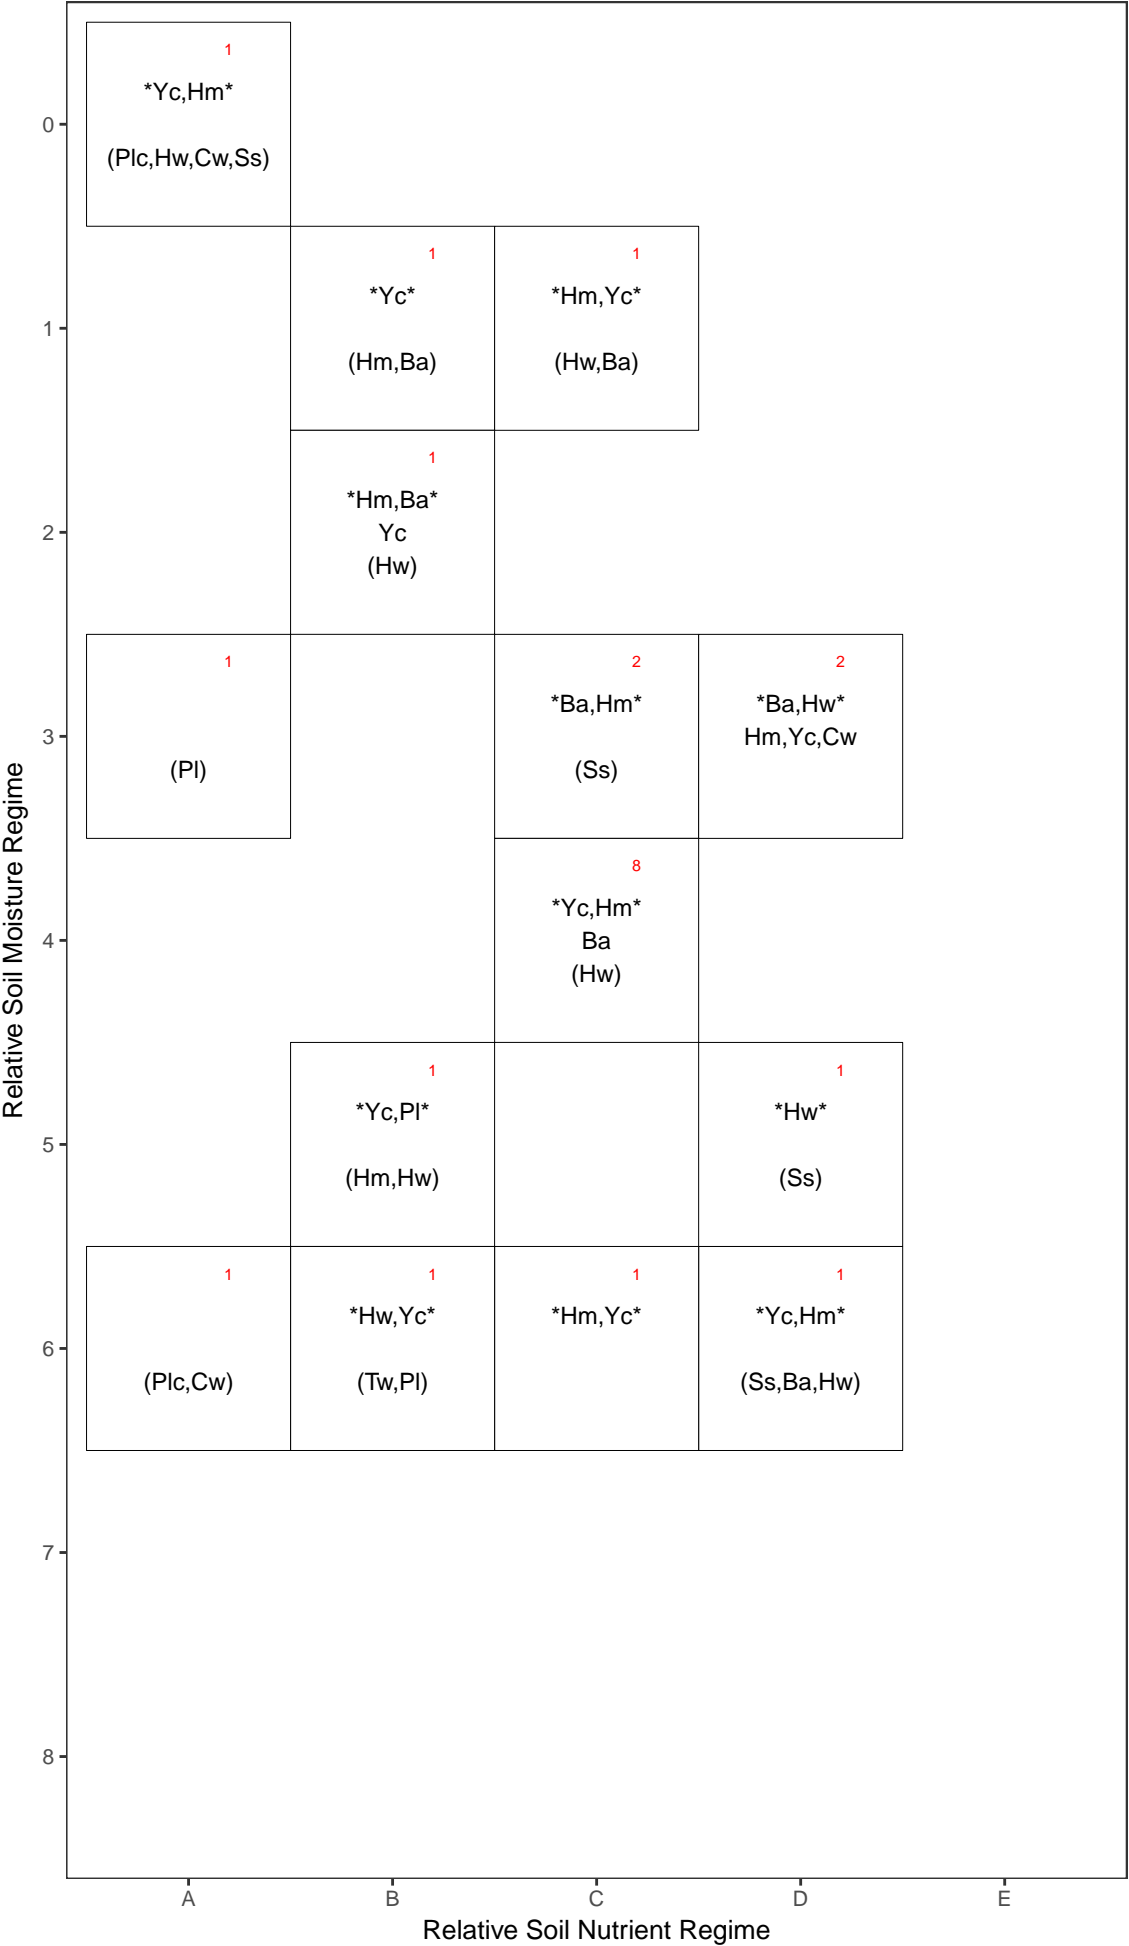 1
*Yc,Hm*
0
(Plc,Hw,Cw,Ss)
1 1
*Yc* *Hm,Yc*
1
(Hm,Ba) (Hw,Ba)
1
*Hm,Ba*
2 Yc
(Hw)
1 2 2
*Ba,Hm* *Ba,Hw*
3 Hm,Yc,Cw
(Pl) (Ss)
8
*Yc,Hm*
4 Ba
(Hw)
Relative Soil Moisture Regime
1 1
*Yc,Pl* *Hw*
5
(Hm,Hw) (Ss)
1 1 1 1
*Hw,Yc* *Hm,Yc* *Yc,Hm*
6
(Plc,Cw) (Tw,Pl) (Ss,Ba,Hw)
7
8
A B C D E
Relative Soil Nutrient Regime